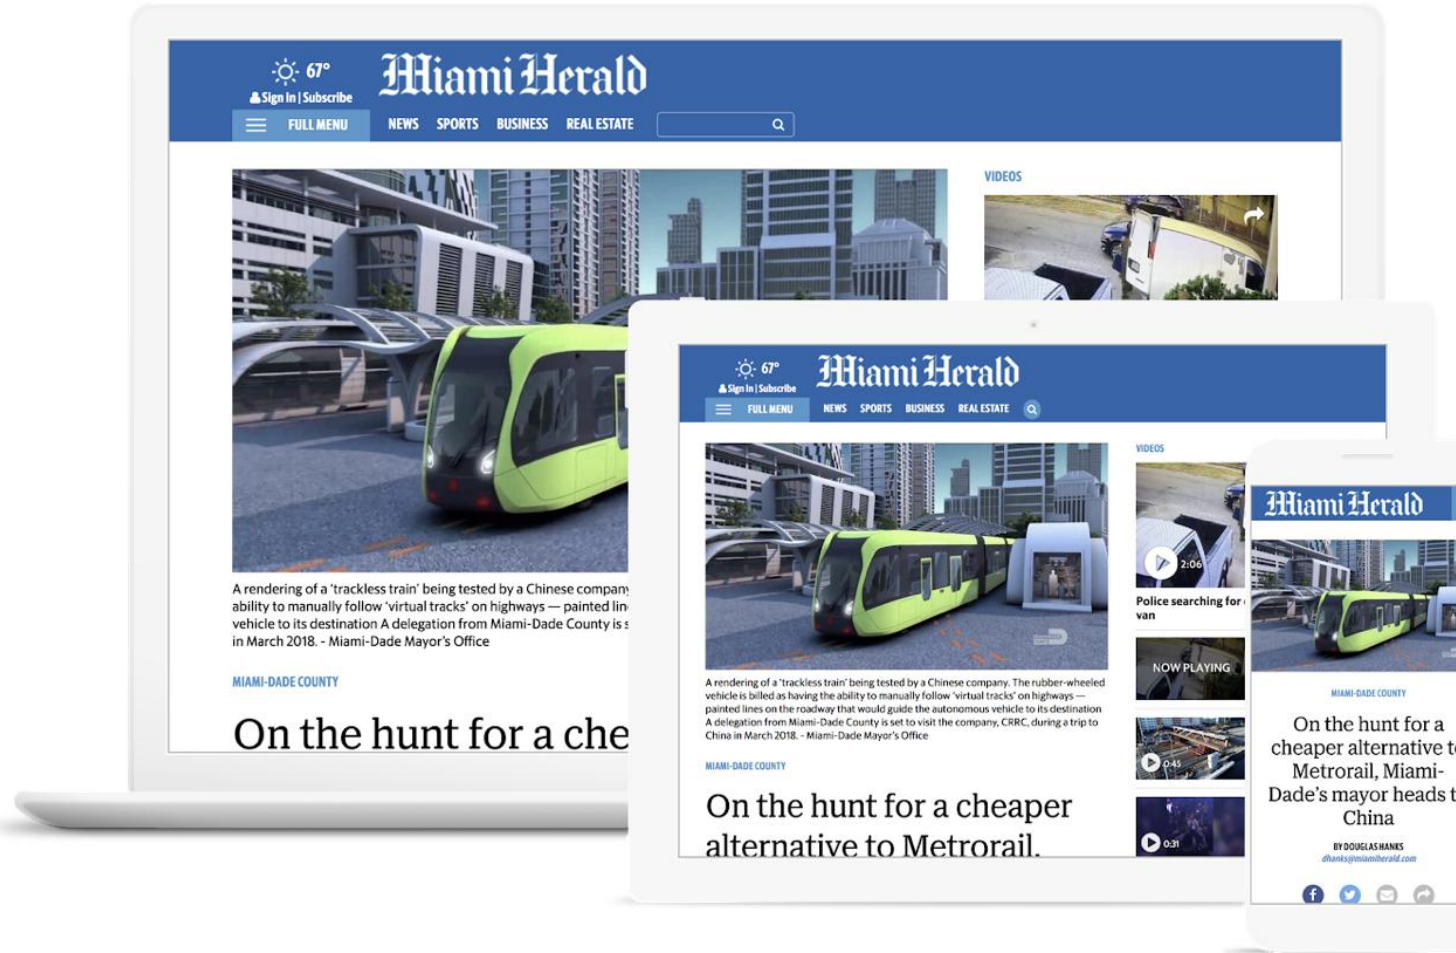 67°
Miami Herald
Sign In | Subscribe
FULL MENU
NEWS SPORTS BUSINESS REAL ESTATE
VIDEOS
A rendering of a 'trackless train' being tested by a Chinese company
ability to manually follow 'virtual tracks' on highways — painted lin
vehicle to its destination A delegation from Miami-Dade County is s
in March 2018. - Miami-Dade Mayor's Office
MIAMI-DADE COUNTY
On the hunt for a che
67°
Miami Herald
Sign In | Subscribe
FULL MENU
NEWS SPORTS BUSINESS REAL ESTATE
VIDEOS
2:06
Police searching for
van
NOW PLAYING
0:45
0:31
A rendering of a 'trackless train' being tested by a Chinese company. The rubber-wheeled
vehicle is billed as having the ability to manually follow 'virtual tracks' on highways —
painted lines on the roadway that would guide the autonomous vehicle to its destination
A delegation from Miami-Dade County is set to visit the company, CRRC, during a trip to
China in March 2018. - Miami-Dade Mayor's Office
MIAMI-DADE COUNTY
On the hunt for a cheaper
alternative to Metrorail,
Miami Herald
MIAMI-DADE COUNTY
On the hunt for a
cheaper alternative t
Metrorail, Miami-
Dade's mayor heads t
China
BY DOUGLAS HANKS
dhanks@miamiherald.com